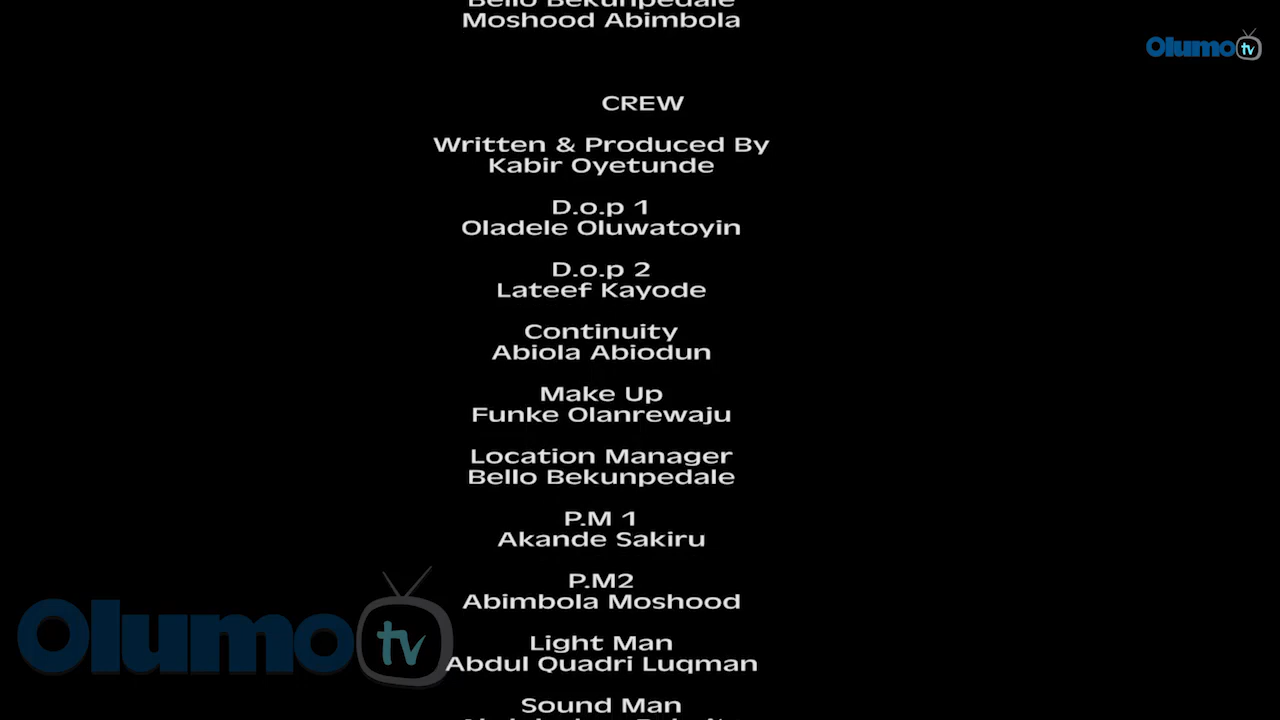 Bello Bekunpedale
Moshood Abimbola
Olumo tv
CREW
Written & Produced By
Kabir Oyetunde
D.o.p 1
Oladele Oluwatoyin
D.o.p 2
Lateef Kayode
Continuity
Abiola Abiodun
Make Up
Funke Olanrewaju
Location Manager
Bello Bekunpedale
P.M 1
Akande Sakiru
P.M2
Abimbola Moshood
Light Man
Abdul Quadri Luqman
Olumo tv
Sound Man